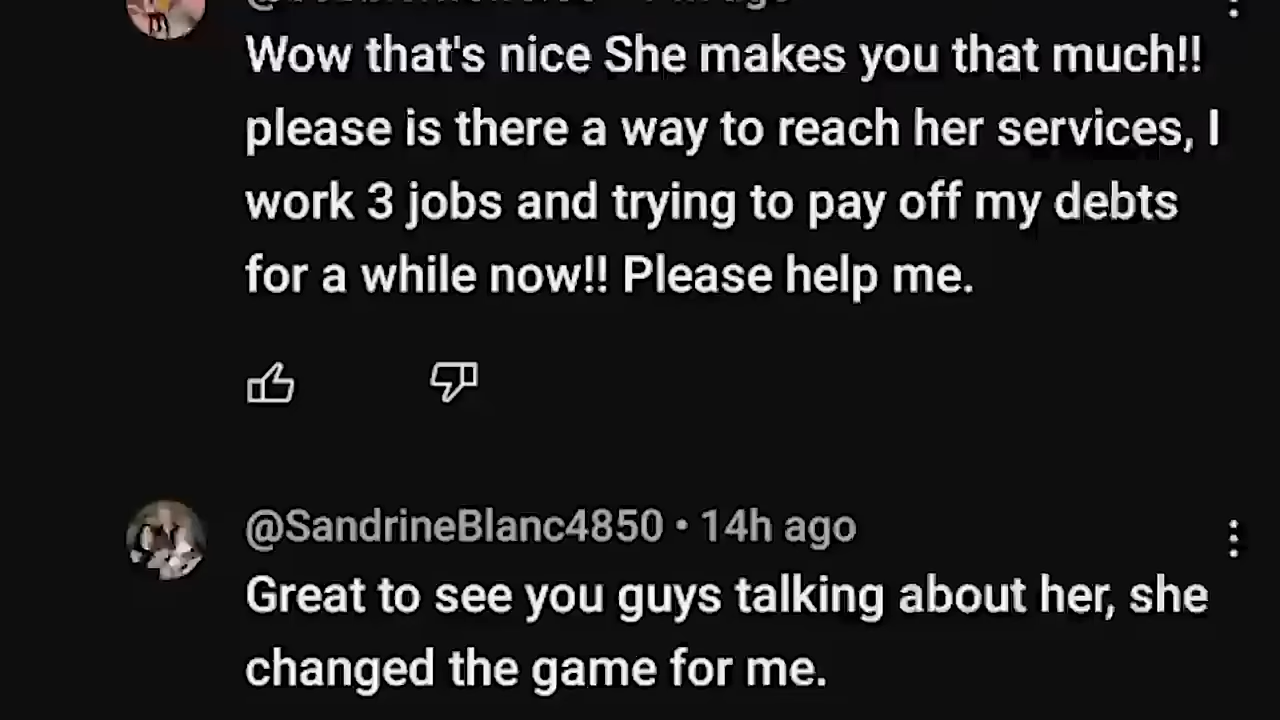 Wow that's nice She makes you that much!!
please is there a way to reach her services, I
work 3 jobs and trying to pay off my debts
for a while now!! Please help me.
@SandrineBlanc4850 • 14h ago
Great to see you guys talking about her, she
changed the game for me.